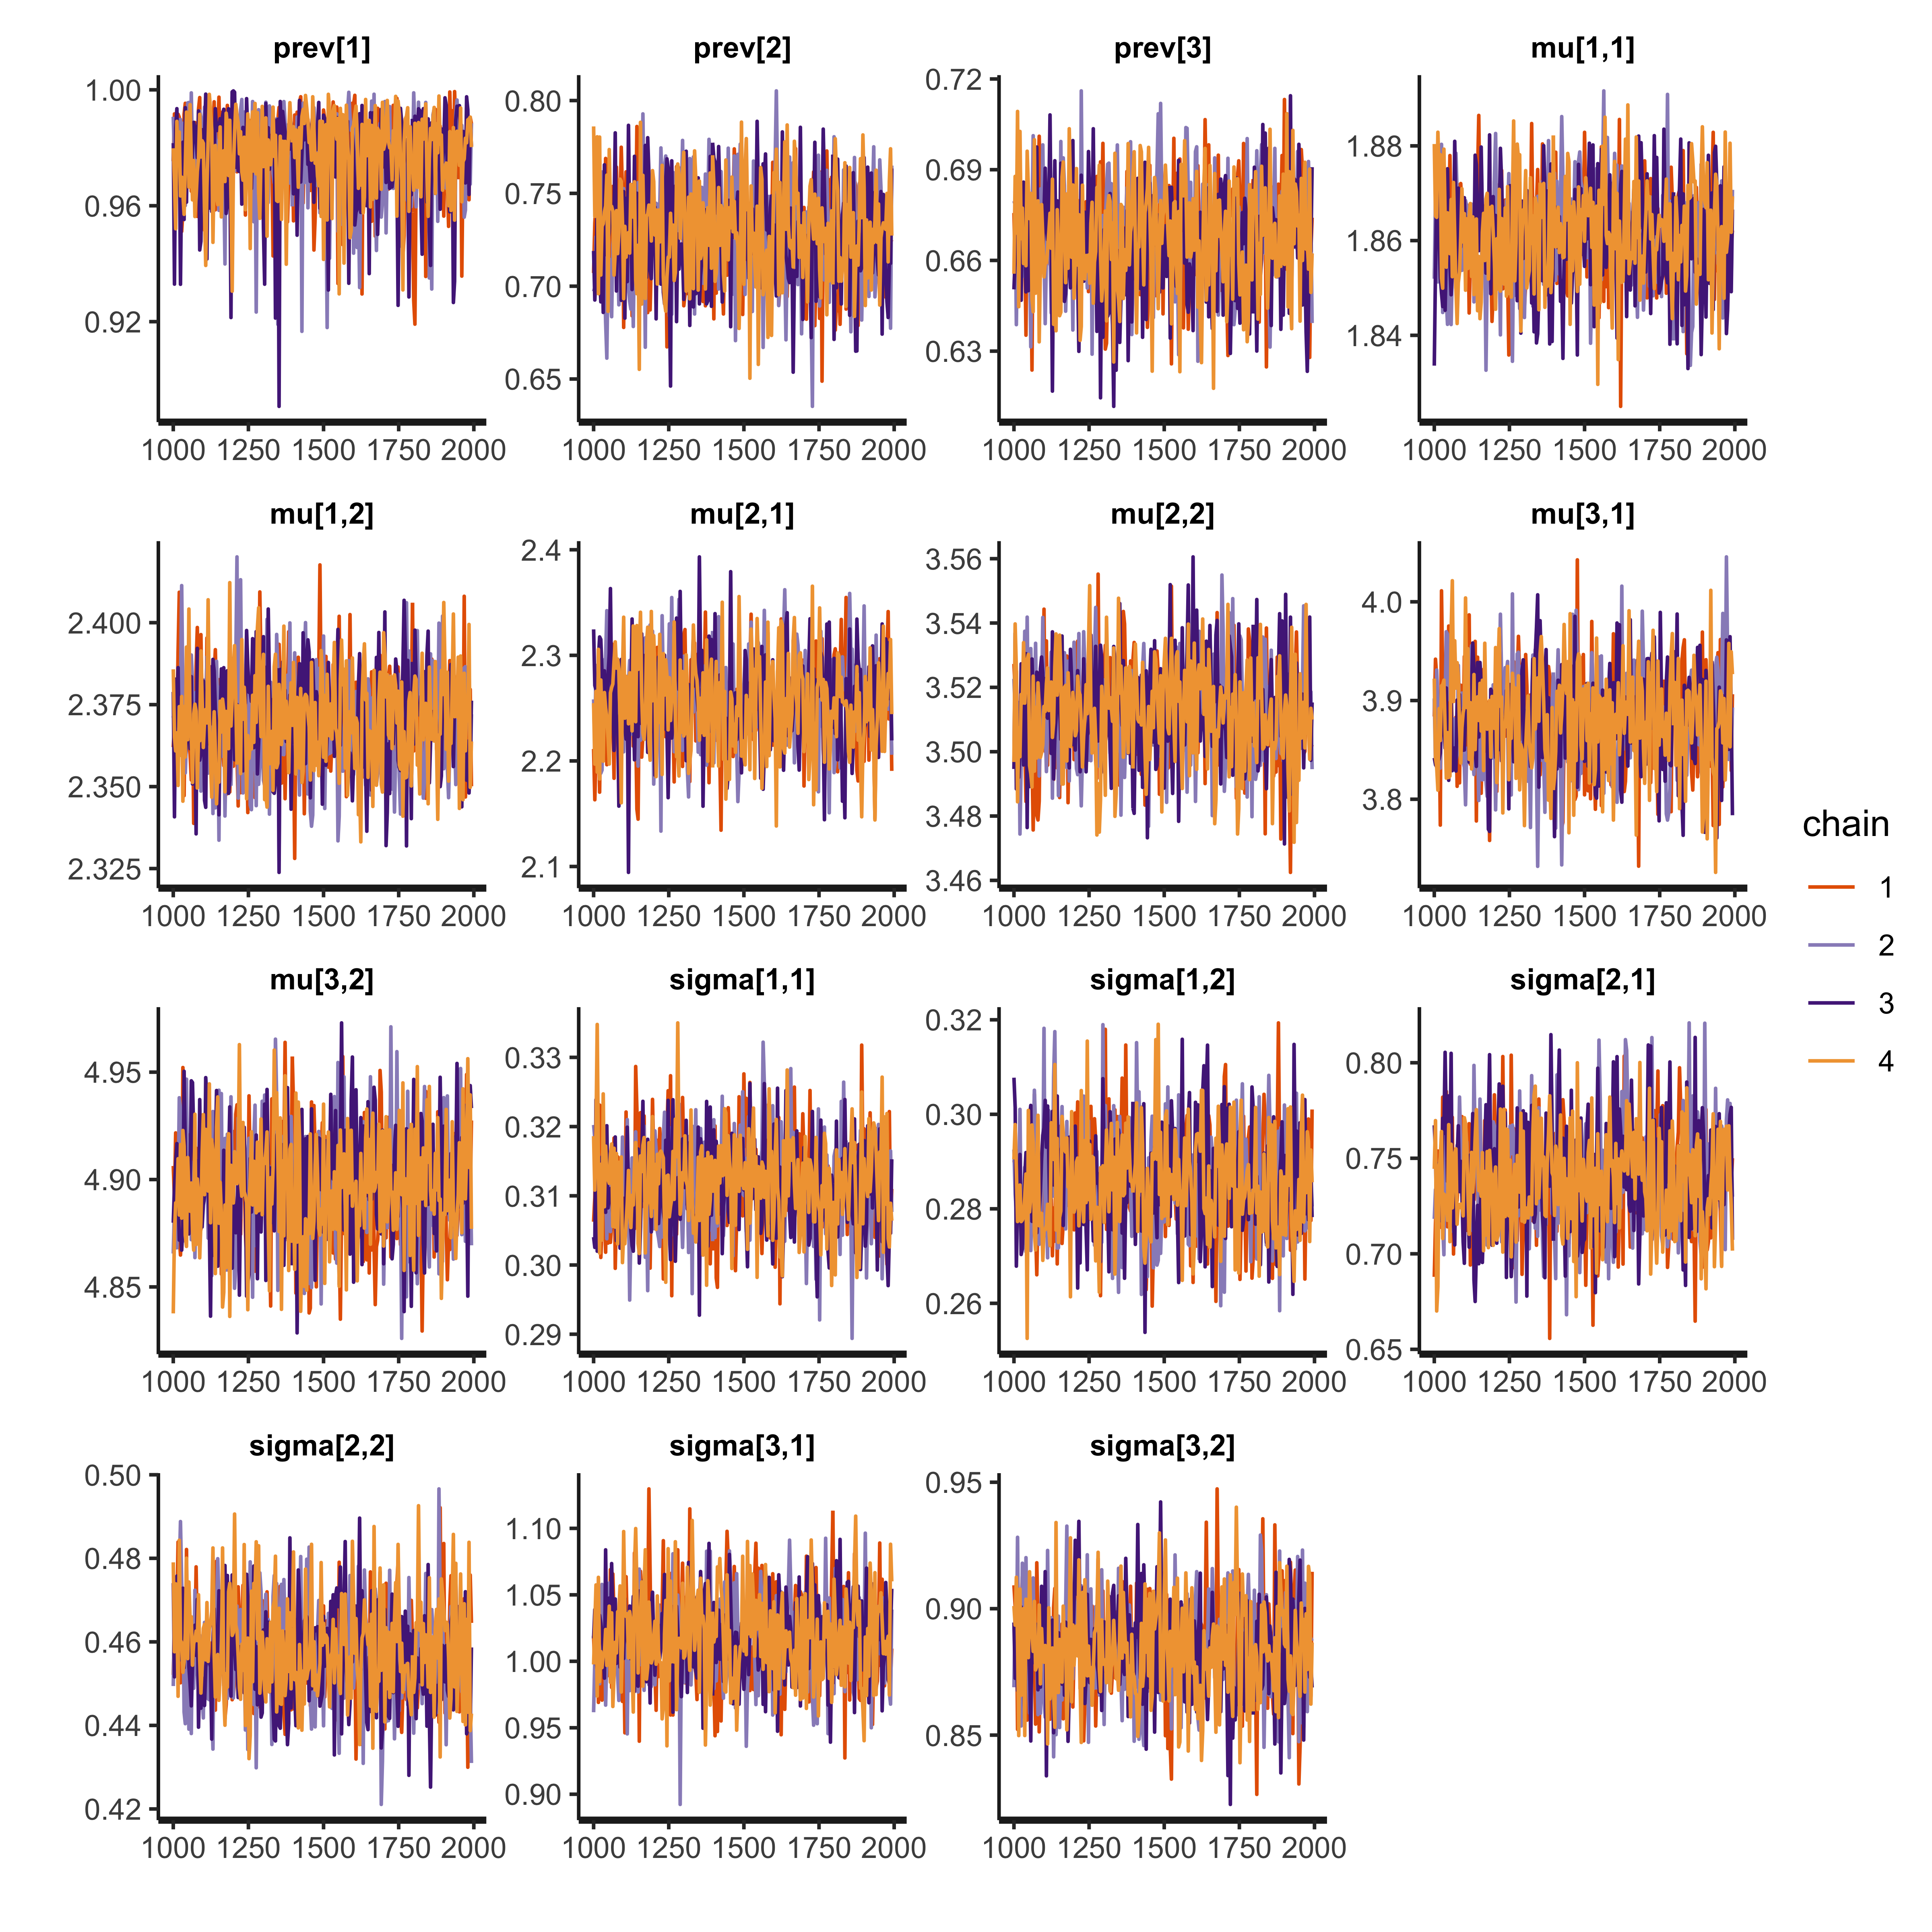 prev[1] prev[2] prev[3] mu[1,1]
1.00 0.96 0.92
0.80 0.75 0.70 0.65
0.72 0.69 0.66 0.63
1.88 1.86 1.84
1000 1250 1500 1750 2000 1000 1250 1500 1750 2000 1000 1250 1500 1750 2000 1000 1250 1500 1750 2000
mu[1,2] mu[2,1] mu[2,2] mu[3,1]
2.400 2.375 2.350 2.325
2.4 2.3 2.2 2.1
3.56 3.54 3.52 3.50 3.48 3.46
4.0 3.9 3.8
1000 1250 1500 1750 2000 1000 1250 1500 1750 2000 1000 1250 1500 1750 2000 1000 1250 1500 1750 2000
mu[3,2] sigma[1,1] sigma[1,2] sigma[2,1]
4.95 4.90 4.85
0.33 0.32 0.31 0.30 0.29
0.32 0.30 0.28 0.26
0.80 0.75 0.70 0.65
1000 1250 1500 1750 2000 1000 1250 1500 1750 2000 1000 1250 1500 1750 2000 1000 1250 1500 1750 2000
sigma[2,2] sigma[3,1] sigma[3,2]
0.50 0.48 0.46 0.44 0.42
1.10 1.05 1.00 0.95 0.90
0.95 0.90 0.85
1000 1250 1500 1750 2000 1000 1250 1500 1750 2000 1000 1250 1500 1750 2000
chain
1
2
3
4